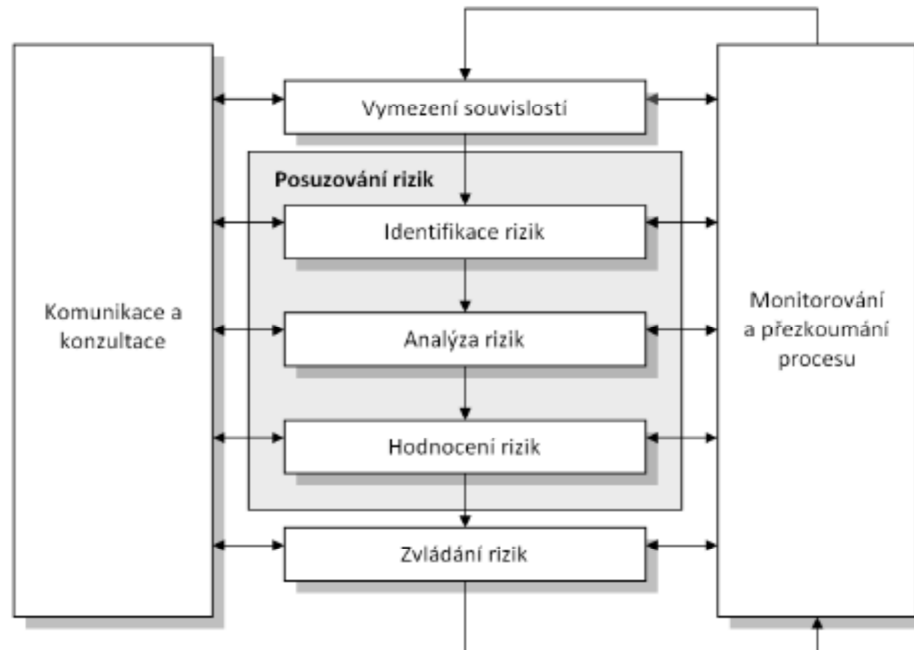 Vymezení souvislostí
Posuzování rizik
Identifikace rizik
Komunikace a
konzultace
Analýza rizik
Monitorování
a přezkoumání
procesu
Hodnocení rizik
Zvládání rizik